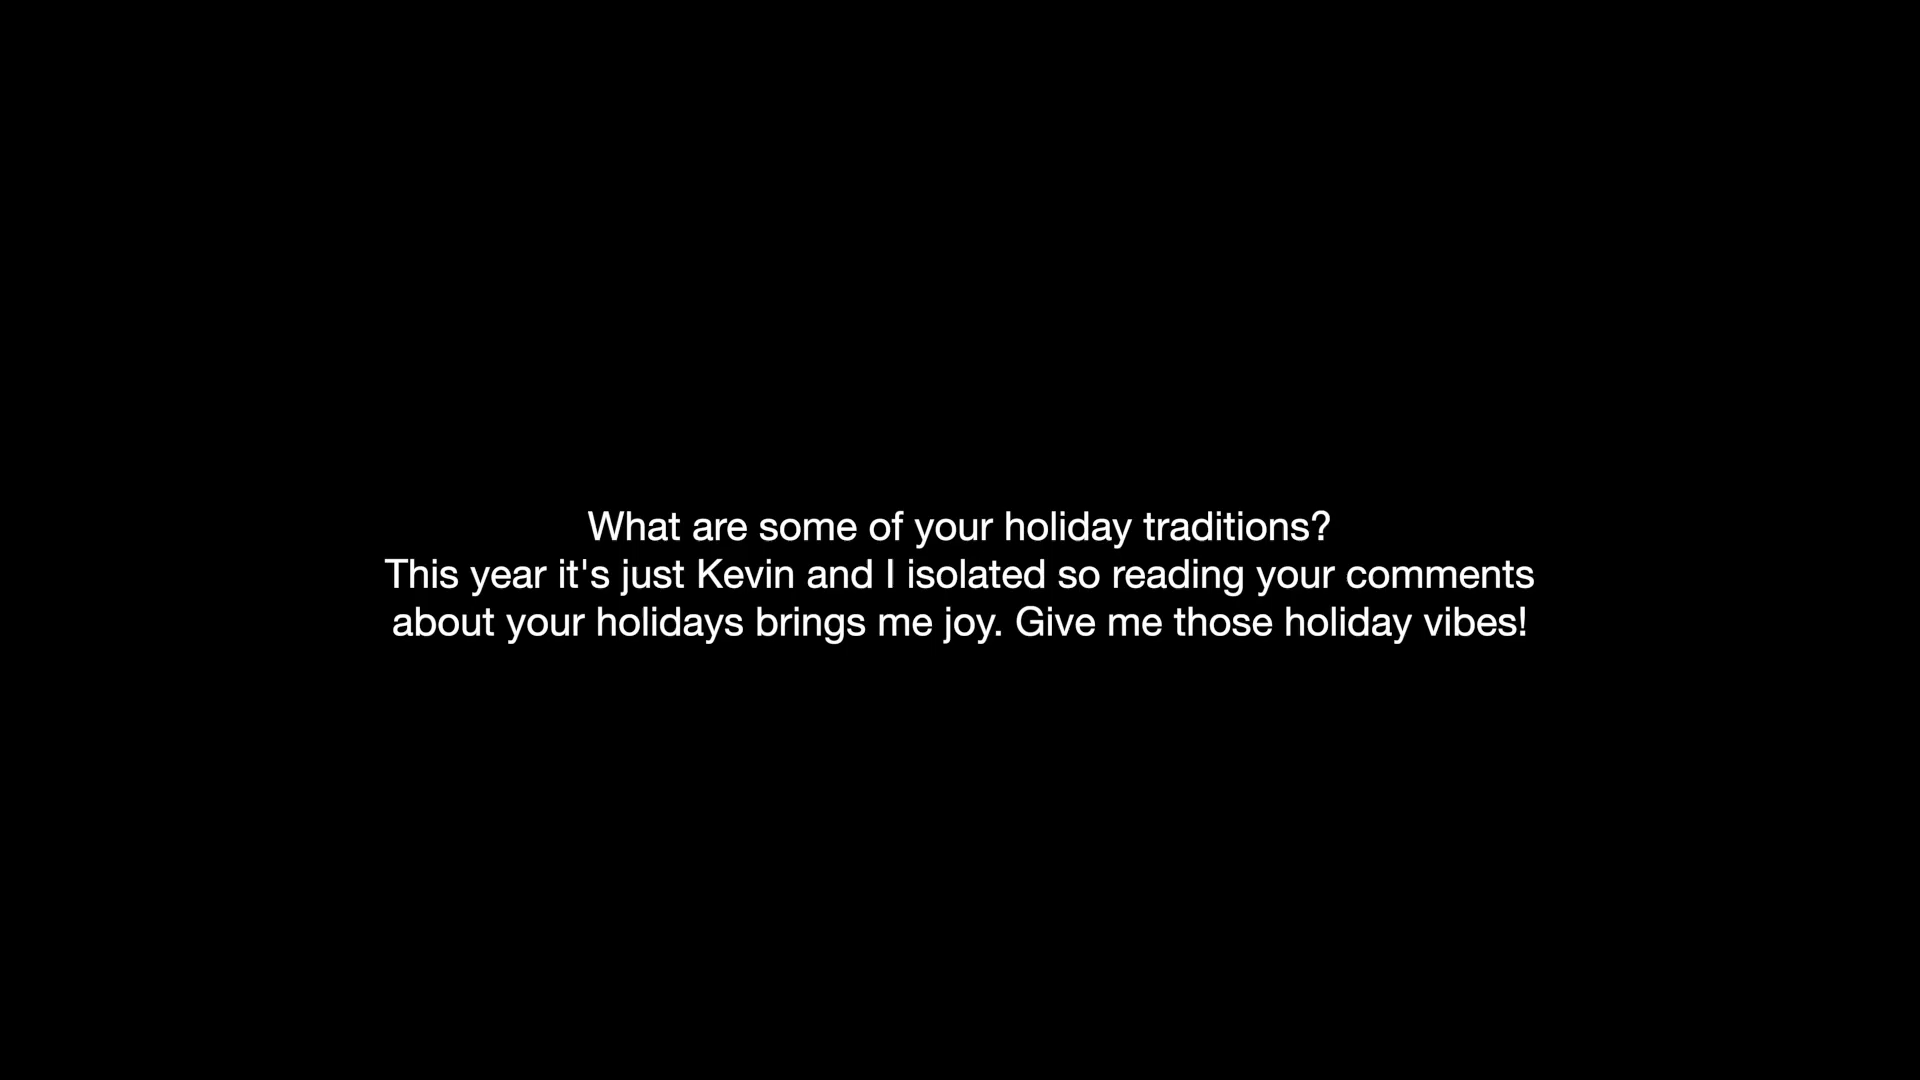 What are some of your holiday traditions?
This year it's just Kevin and I isolated so reading your comments
about your holidays brings me joy. Give me those holiday vibes!